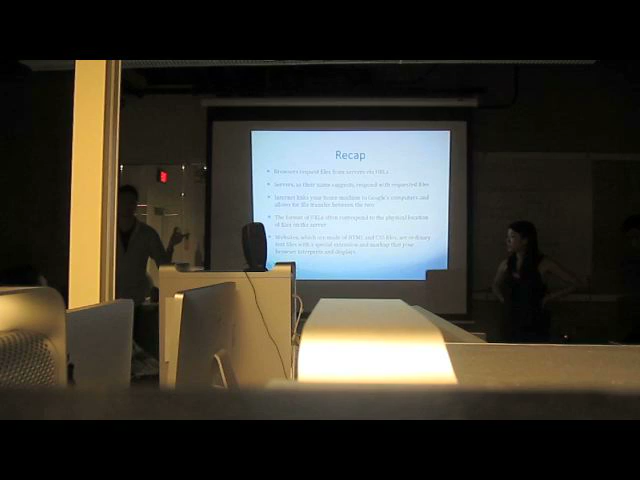 Recap
Browsers request files from servers via URLs
Servers, as their name suggests, respond with requested files
Internet links your home machine to Google's computers and
allows for file transfer between the two
The format of URLs often correspond to the physical location
of files on the server
Websites, which are made of HTML and CSS files, are ordinary
text files with a special extension and markup that your
browser interprets and displays.